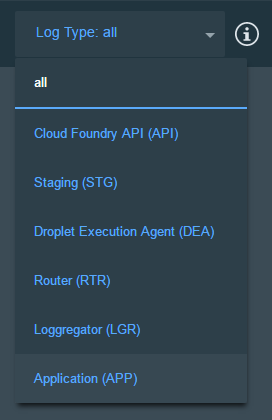 Log Type: all
all
Cloud Foundry API (API)
Staging (STG)
Droplet Execution Agent (DEA)
Router (RTR)
Loggregator (LGR)
Application (APP)